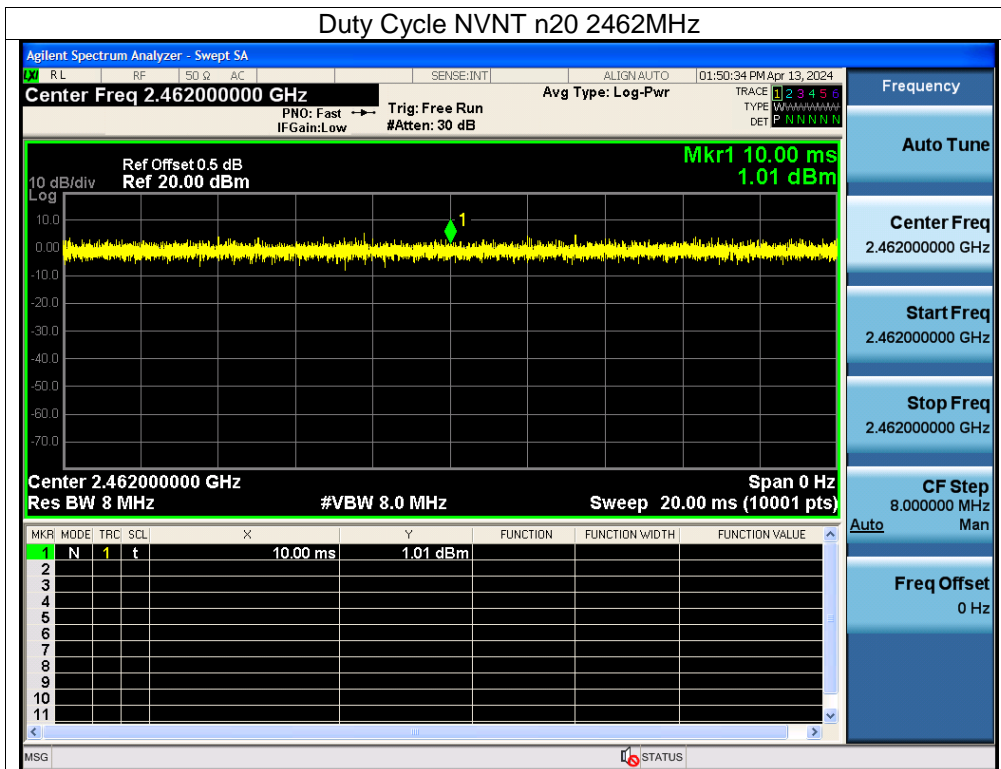 Duty Cycle NVNT n20 2462MHz
Agilent Spectrum Analyzer - Swept SA
LXI RL RF 50 Ω AC SENSE:INT ALIGN AUTO 01:50:34 PM Apr 13, 2024
Center Freq 2.462000000 GHz Avg Type: Log-Pwr TRACE 1 2 3 4 5 6
PNO: Fast Trig: Free Run TYPE WWWWWW
IFGain:Low #Atten: 30 dB DET P N N N N N
Frequency
Auto Tune
Center Freq
2.462000000 GHz
Start Freq
2.462000000 GHz
Stop Freq
2.462000000 GHz
CF Step
8.000000 MHz
Auto Man
Freq Offset
0 Hz
Mkr1 10.00 ms
1.01 dBm
Ref Offset 0.5 dB
10 dB/div Ref 20.00 dBm
Log
10.0
0.00
-10.0
-20.0
-30.0
-40.0
-50.0
-60.0
-70.0
1
Center 2.462000000 GHz Span 0 Hz
Res BW 8 MHz #VBW 8.0 MHz Sweep 20.00 ms (10001 pts)
MKR MODE TRC SCL X Y FUNCTION FUNCTION WIDTH FUNCTION VALUE
1 N 1 t 10.00 ms 1.01 dBm
2
3
4
5
6
7
8
9
10
11
MSG STATUS